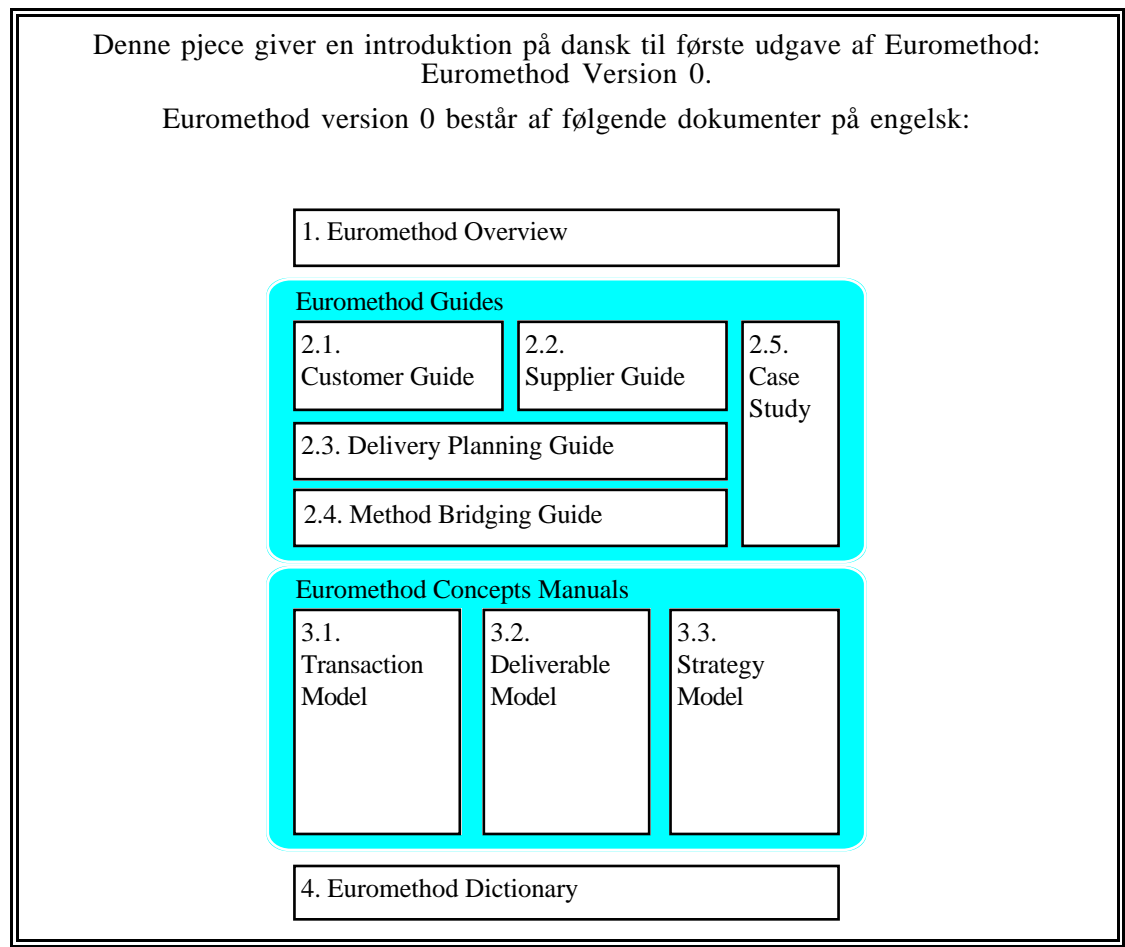 Denne pjece giver en introduktion på dansk til første udgave af Euromethod:
Euromethod Version 0.
Euromethod version 0 består af følgende dokumenter på engelsk:
1. Euromethod Overview
Euromethod Guides
2.1.
Customer Guide
2.2.
Supplier Guide
2.5.
Case
Study
2.3. Delivery Planning Guide
2.4. Method Bridging Guide
Euromethod Concepts Manuals
3.1.
Transaction
Model
3.2.
Deliverable
Model
3.3.
Strategy
Model
4. Euromethod Dictionary